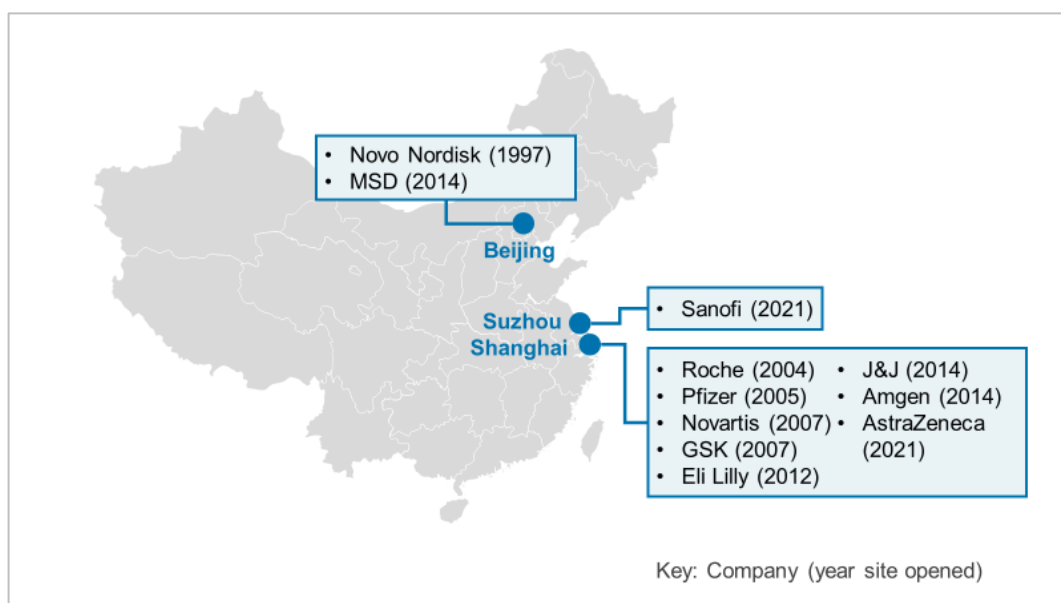 • Novo Nordisk (1997)
• MSD (2014)
Beijing
• Sanofi (2021)
Suzhou
Shanghai
• Roche (2004)
• Pfizer (2005)
• Novartis (2007)
• GSK (2007)
• Eli Lilly (2012)
• J&J (2014)
• Amgen (2014)
• AstraZeneca
(2021)
Key: Company (year site opened)